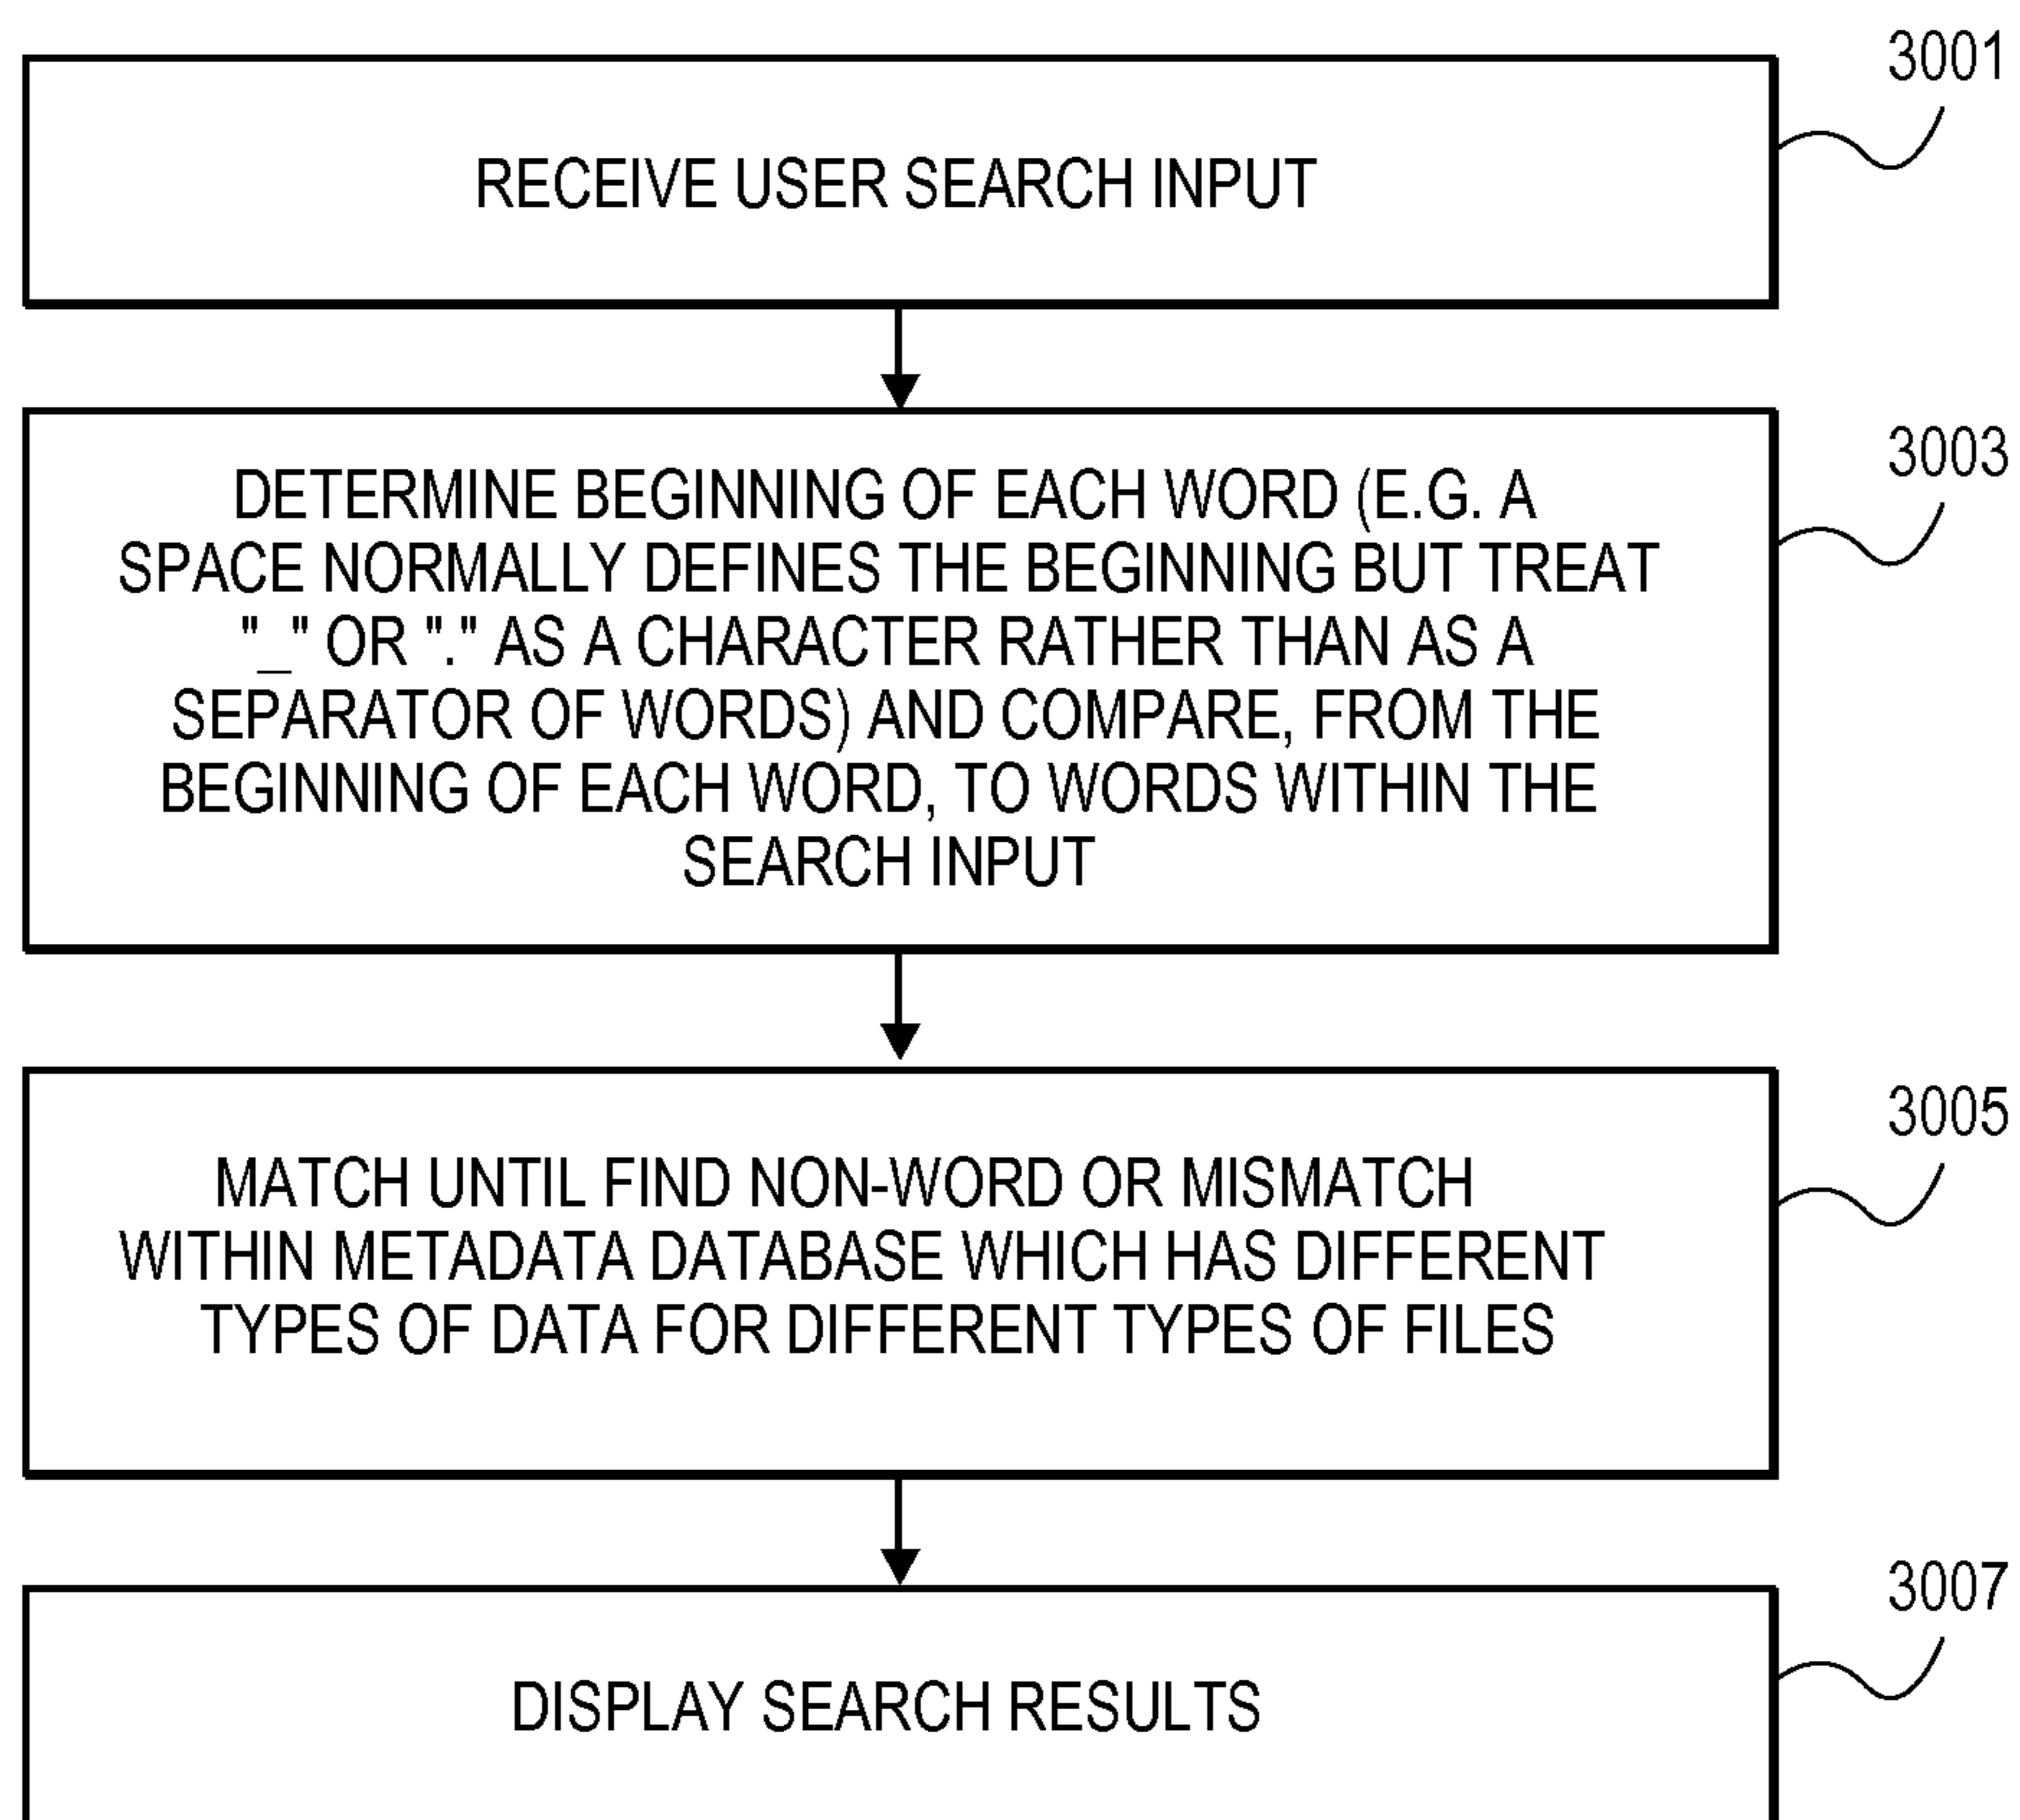 3001
RECEIVE USER SEARCH INPUT
3003
DETERMINE BEGINNING OF EACH WORD (E.G. A
SPACE NORMALLY DEFINES THE BEGINNING BUT TREAT
"_" OR "." AS A CHARACTER RATHER THAN AS A
SEPARATOR OF WORDS) AND COMPARE, FROM THE
BEGINNING OF EACH WORD, TO WORDS WITHIN THE
SEARCH INPUT
3005
MATCH UNTIL FIND NON-WORD OR MISMATCH
WITHIN METADATA DATABASE WHICH HAS DIFFERENT
TYPES OF DATA FOR DIFFERENT TYPES OF FILES
3007
DISPLAY SEARCH RESULTS